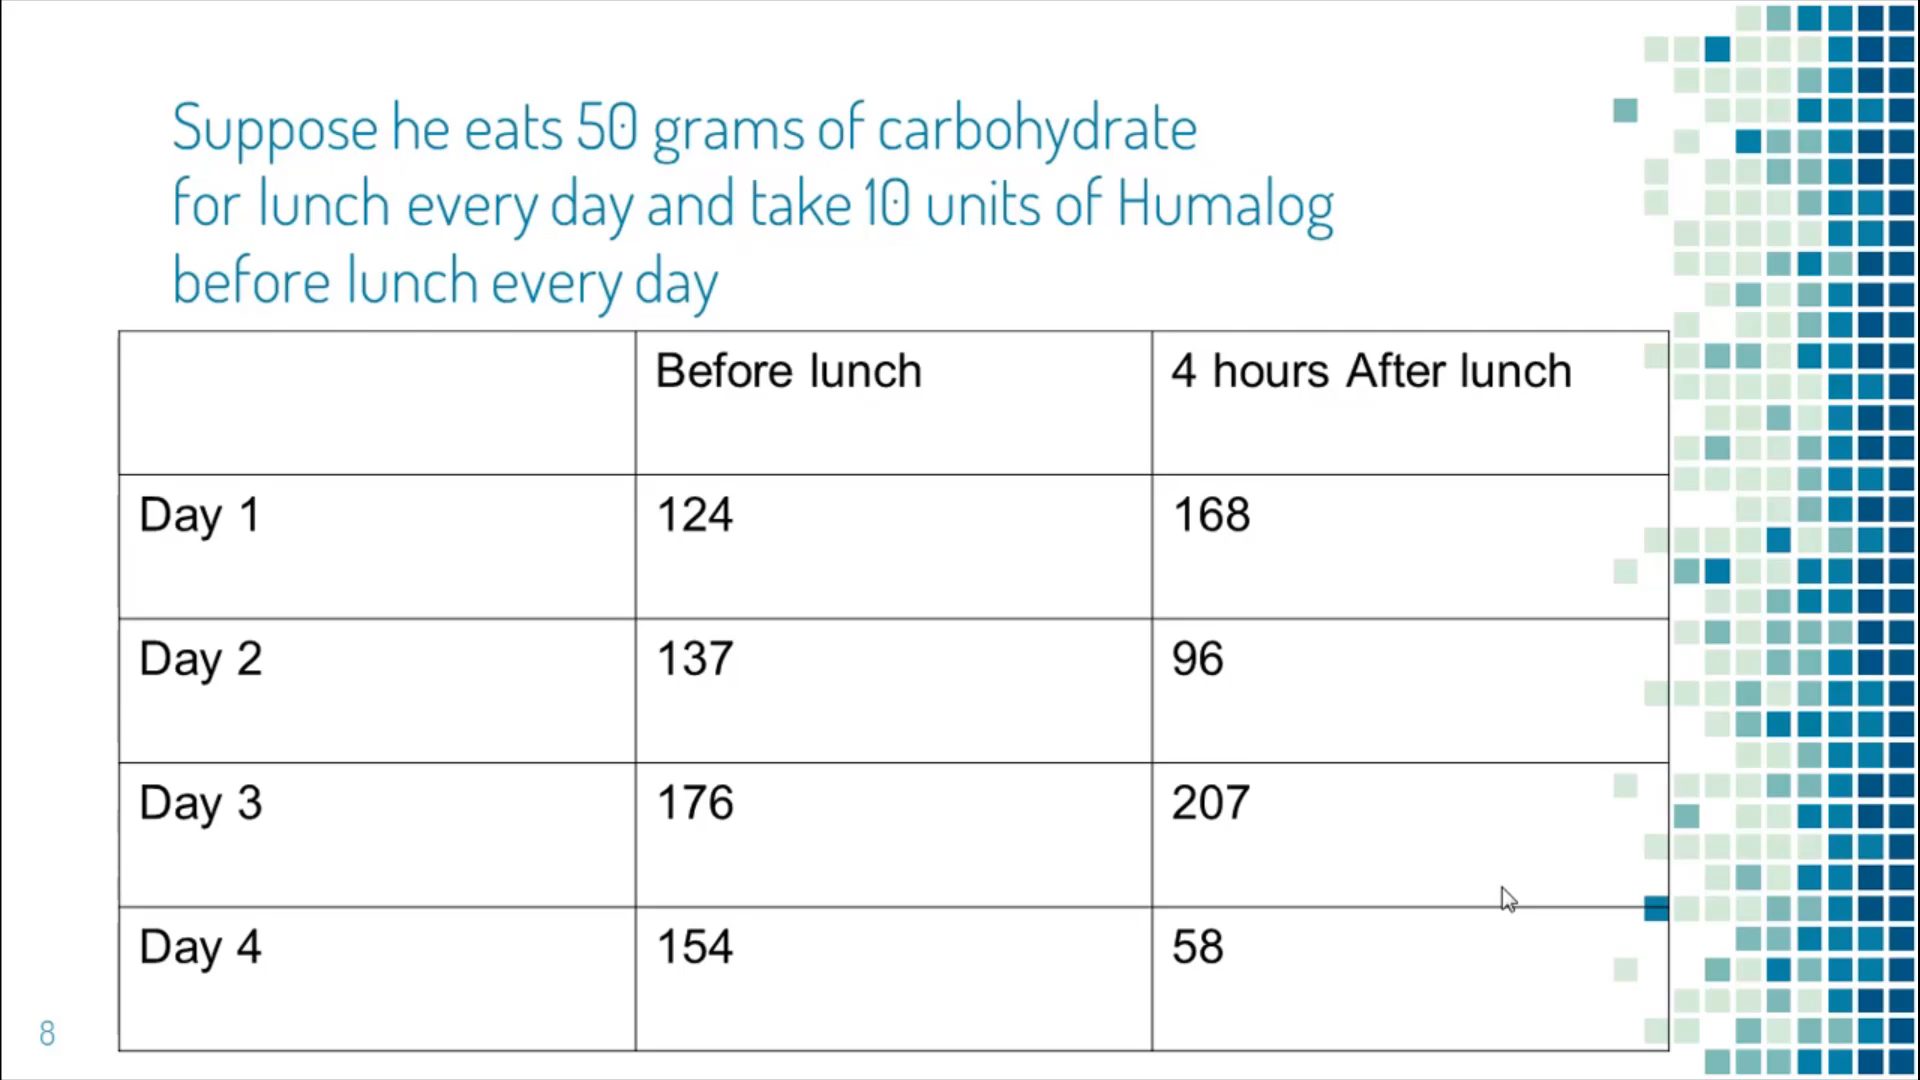 Suppose he eats 50 grams of carbohydrate
for lunch every day and take 10 units of Humalog
before lunch every day
Before lunch 4 hours After lunch
Day 1 124 168
Day 2 137 96
Day 3 176 207
Day 4 154 58
8